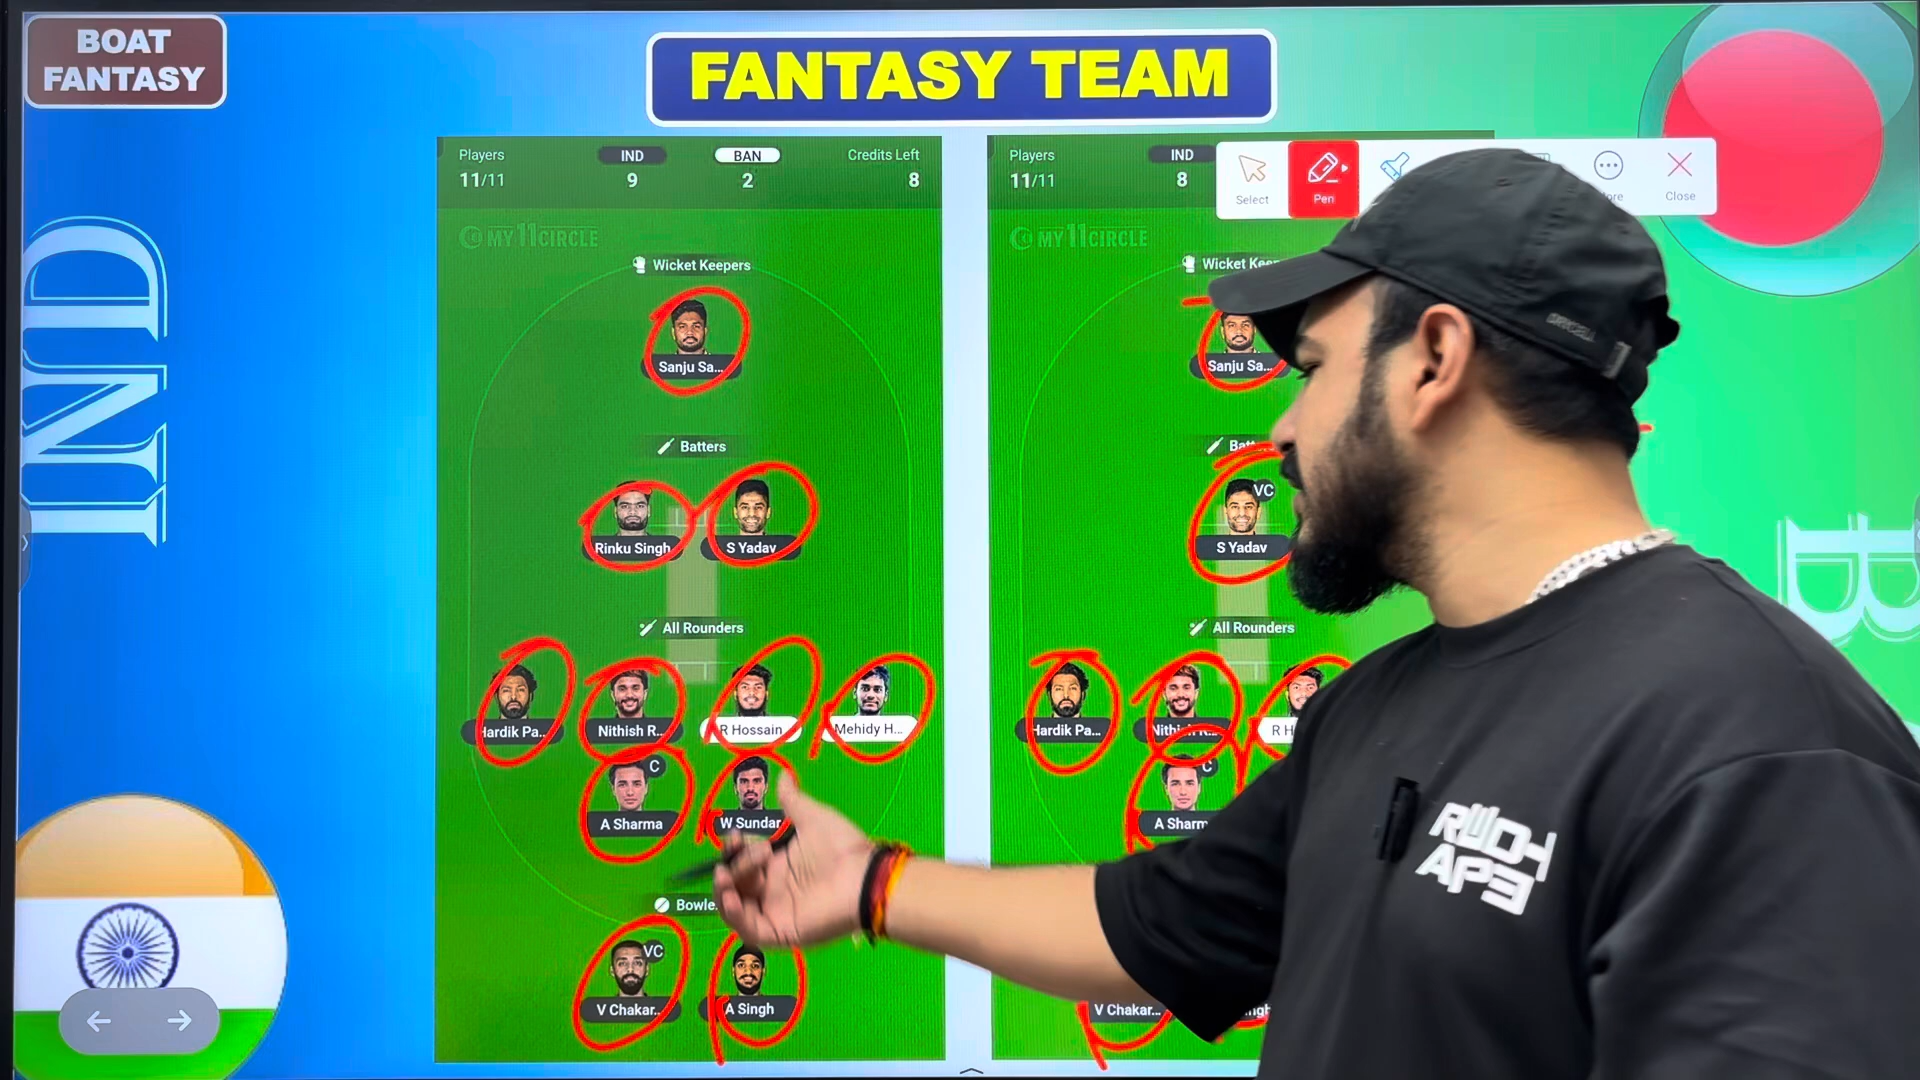 BOAT
FANTASY
FANTASY TEAM
IND
Players IND BAN Credits Left
11/11 9 2 8
MY11CIRCLE
Wicket Keepers
Sanju Sa...
Batters
Rinku Singh S Yadav
All Rounders
Hardik Pa... Nithish R... R Hossain Mehidy H...
C
A Sharma W Sundar
VC
V Chakar... A Singh
Players IND
11/11 8
Select Pen Close
MY11CIRCLE
Sanju Sa...
VC
S Yadav
All Rounders
Hardik Pa...
C
V Chakar...
B